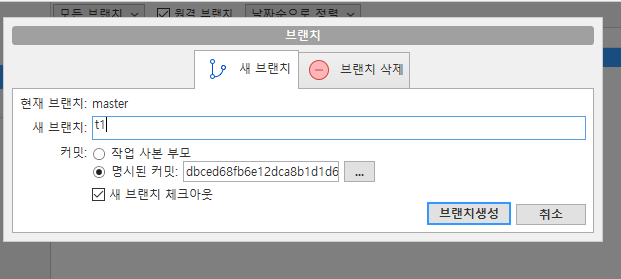 모든 브랜치 원격 브랜치 날짜순으로 정렬
브랜치
새 브랜치 브랜치 삭제
현재 브랜치: master
새 브랜치: t1
커밋: 작업 사본 부모
명시된 커밋: dbced68fb6e12dca8b1d1d6 ...
새 브랜치 체크아웃
브랜치생성 취소